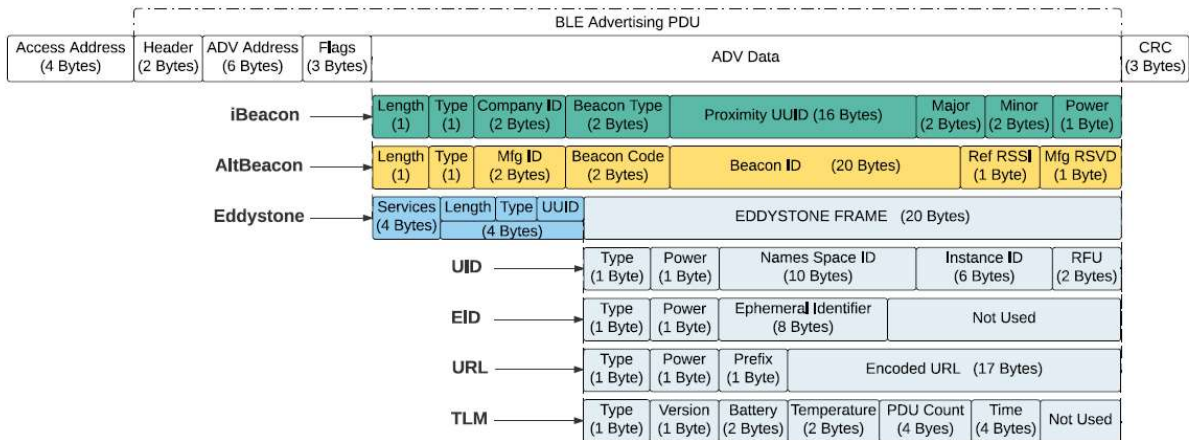 BLE Advertising PDU
Access Address Header ADV Address Flags ADV Data CRC
(4 Bytes) (2 Bytes) (6 Bytes) (3 Bytes) (3 Bytes)
iBeacon Length Type Company ID Beacon Type Proximity UUID (16 Bytes) Major Minor Power
(1) (1) (2 Bytes) (2 Bytes) (2 Bytes) (2 Bytes) (1 Byte)
AltBeacon Length Type Mfg ID Beacon Code Beacon ID (20 Bytes) Ref RSSI Mfg RSVD
(1) (1) (2 Bytes) (2 Bytes) (1 Byte) (1 Byte)
Eddystone Services Length Type UUID EDDYSTONE FRAME (20 Bytes)
(4 Bytes) (4 Bytes)
UID Type Power Names Space ID Instance ID RFU
(1 Byte) (1 Byte) (10 Bytes) (6 Bytes) (2 Bytes)
EID Type Power Ephemeral Identifier Not Used
(1 Byte) (1 Byte) (8 Bytes)
URL Type Power Prefix Encoded URL (17 Bytes)
(1 Byte) (1 Byte) (1 Byte)
TLM Type Version Battery Temperature PDU Count Time Not Used
(1 Byte) (1 Byte) (2 Bytes) (2 Bytes) (4 Byes) (4 Bytes)